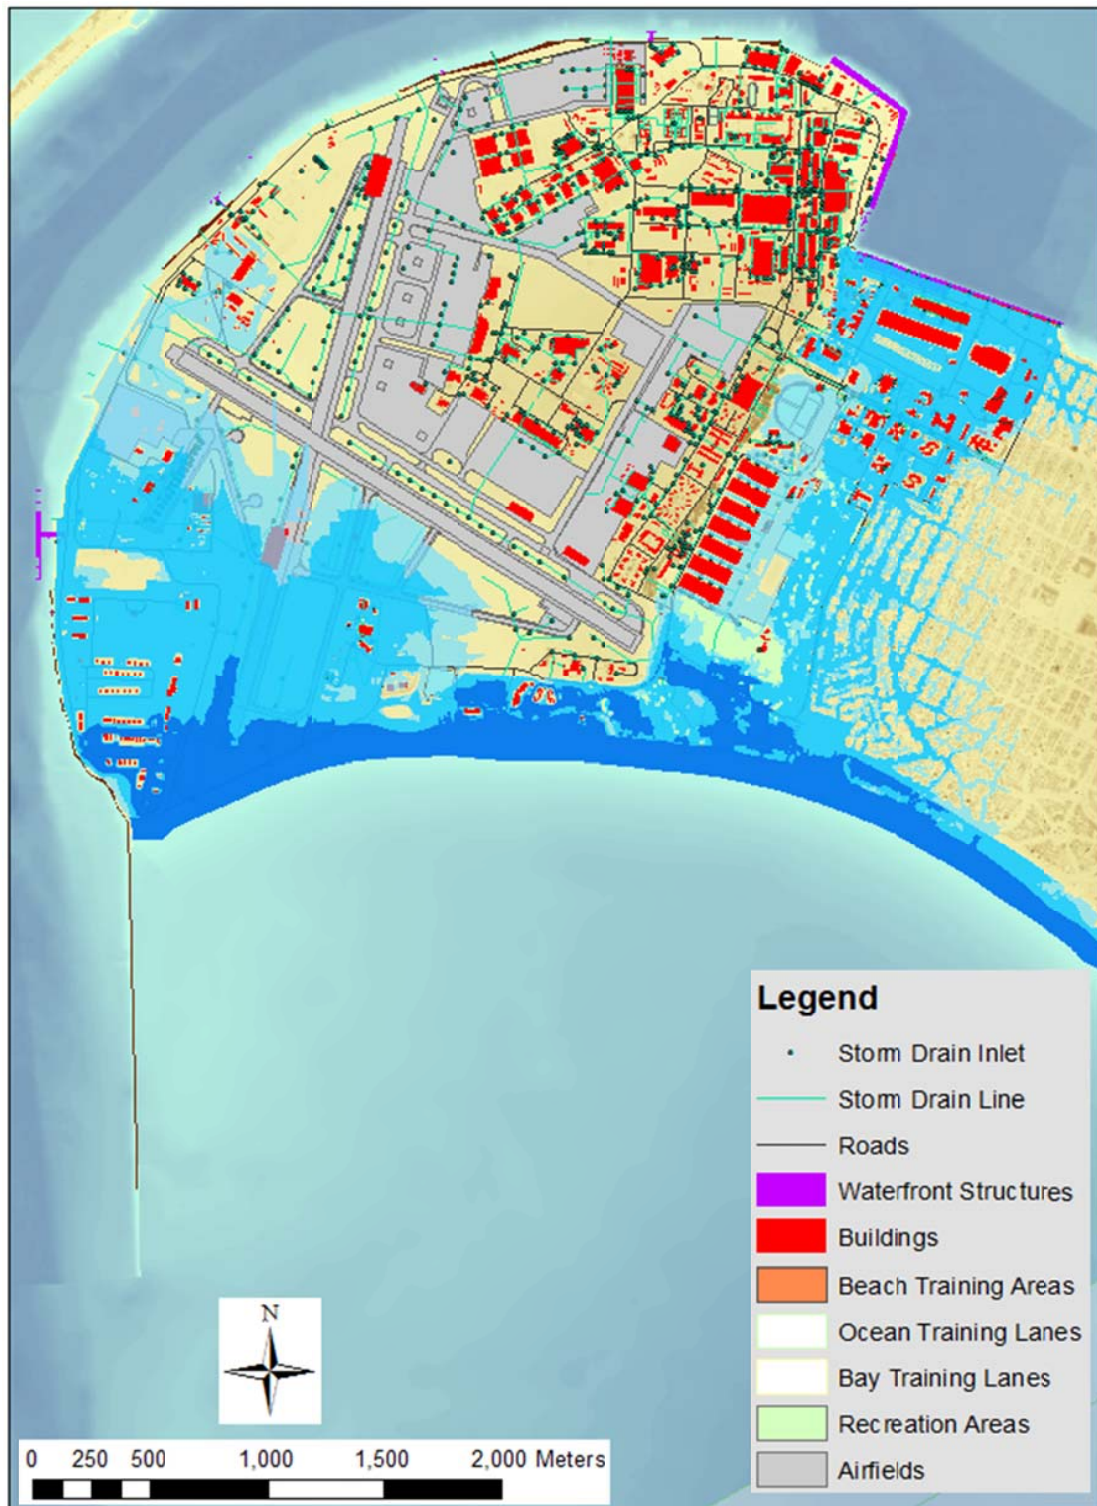 Legend
Storm Drain Inlet
Storm Drain Line
Roads
Waterfront Structures
Buildings
Beach Training Areas
Ocean Training Lanes
Bay Training Lanes
Recreation Areas
Airfields
N
0 250 500 1,000 1,500 2,000 Meters